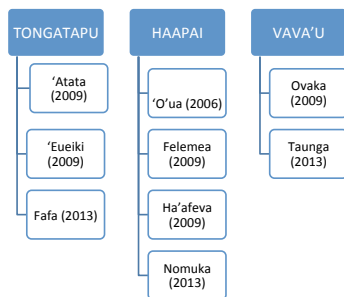 TONGATAPU
‘Atata
(2009)
‘Eueiki
(2009)
Fafa (2013)
HAAPAI
‘O’ua (2006)
Felemea
(2009)
Ha’afeva
(2009)
Nomuka
(2013)
VAVA’U
Ovaka
(2009)
Taunga
(2013)